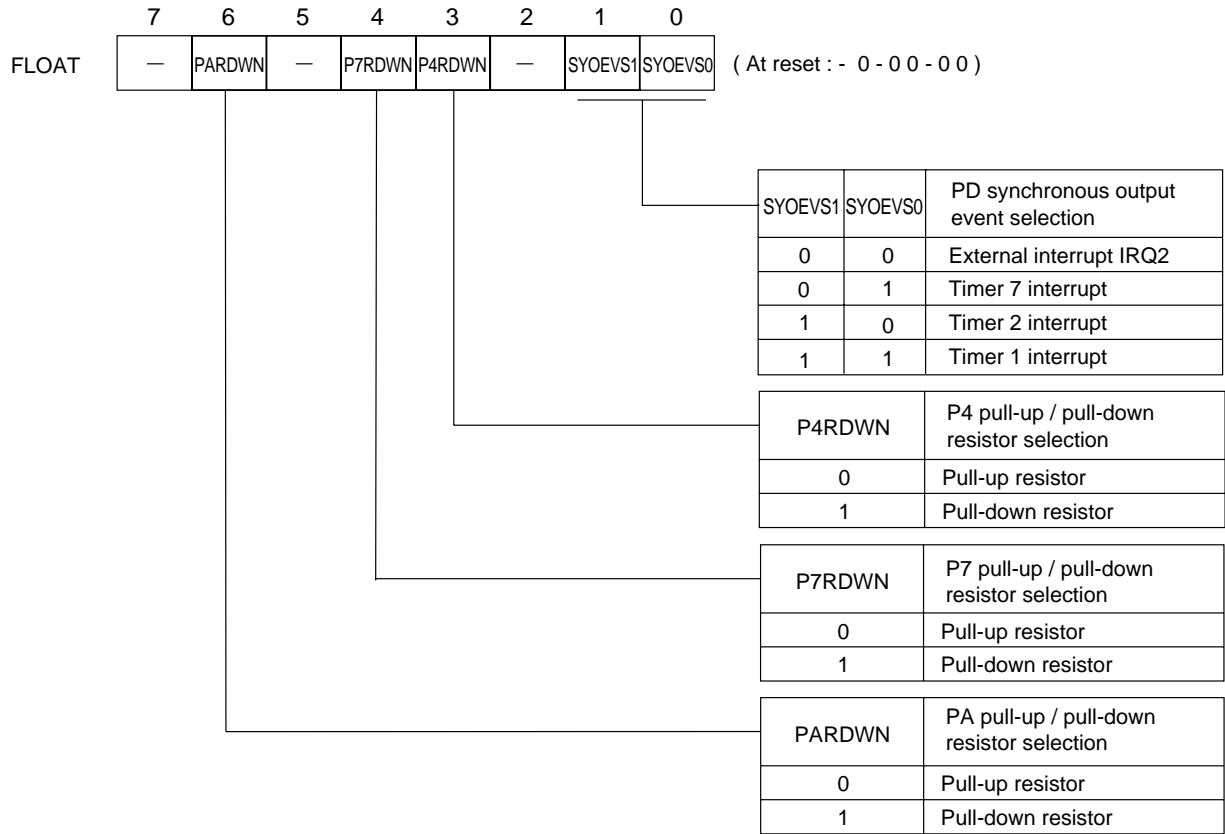 7 6 5 4 3 2 1 0
FLOAT — PARDWN — P7RDWN P4RDWN — SYOEVS1 SYOEVS0 ( At reset : - 0 - 0 0 - 0 0 )
SYOEVS1 SYOEVS0 PD synchronous output
event selection
0 0 External interrupt IRQ2
0 1 Timer 7 interrupt
1 0 Timer 2 interrupt
1 1 Timer 1 interrupt
P4RDWN P4 pull-up / pull-down
resistor selection
0 Pull-up resistor
1 Pull-down resistor
P7RDWN P7 pull-up / pull-down
resistor selection
0 Pull-up resistor
1 Pull-down resistor
PARDWN PA pull-up / pull-down
resistor selection
0 Pull-up resistor
1 Pull-down resistor